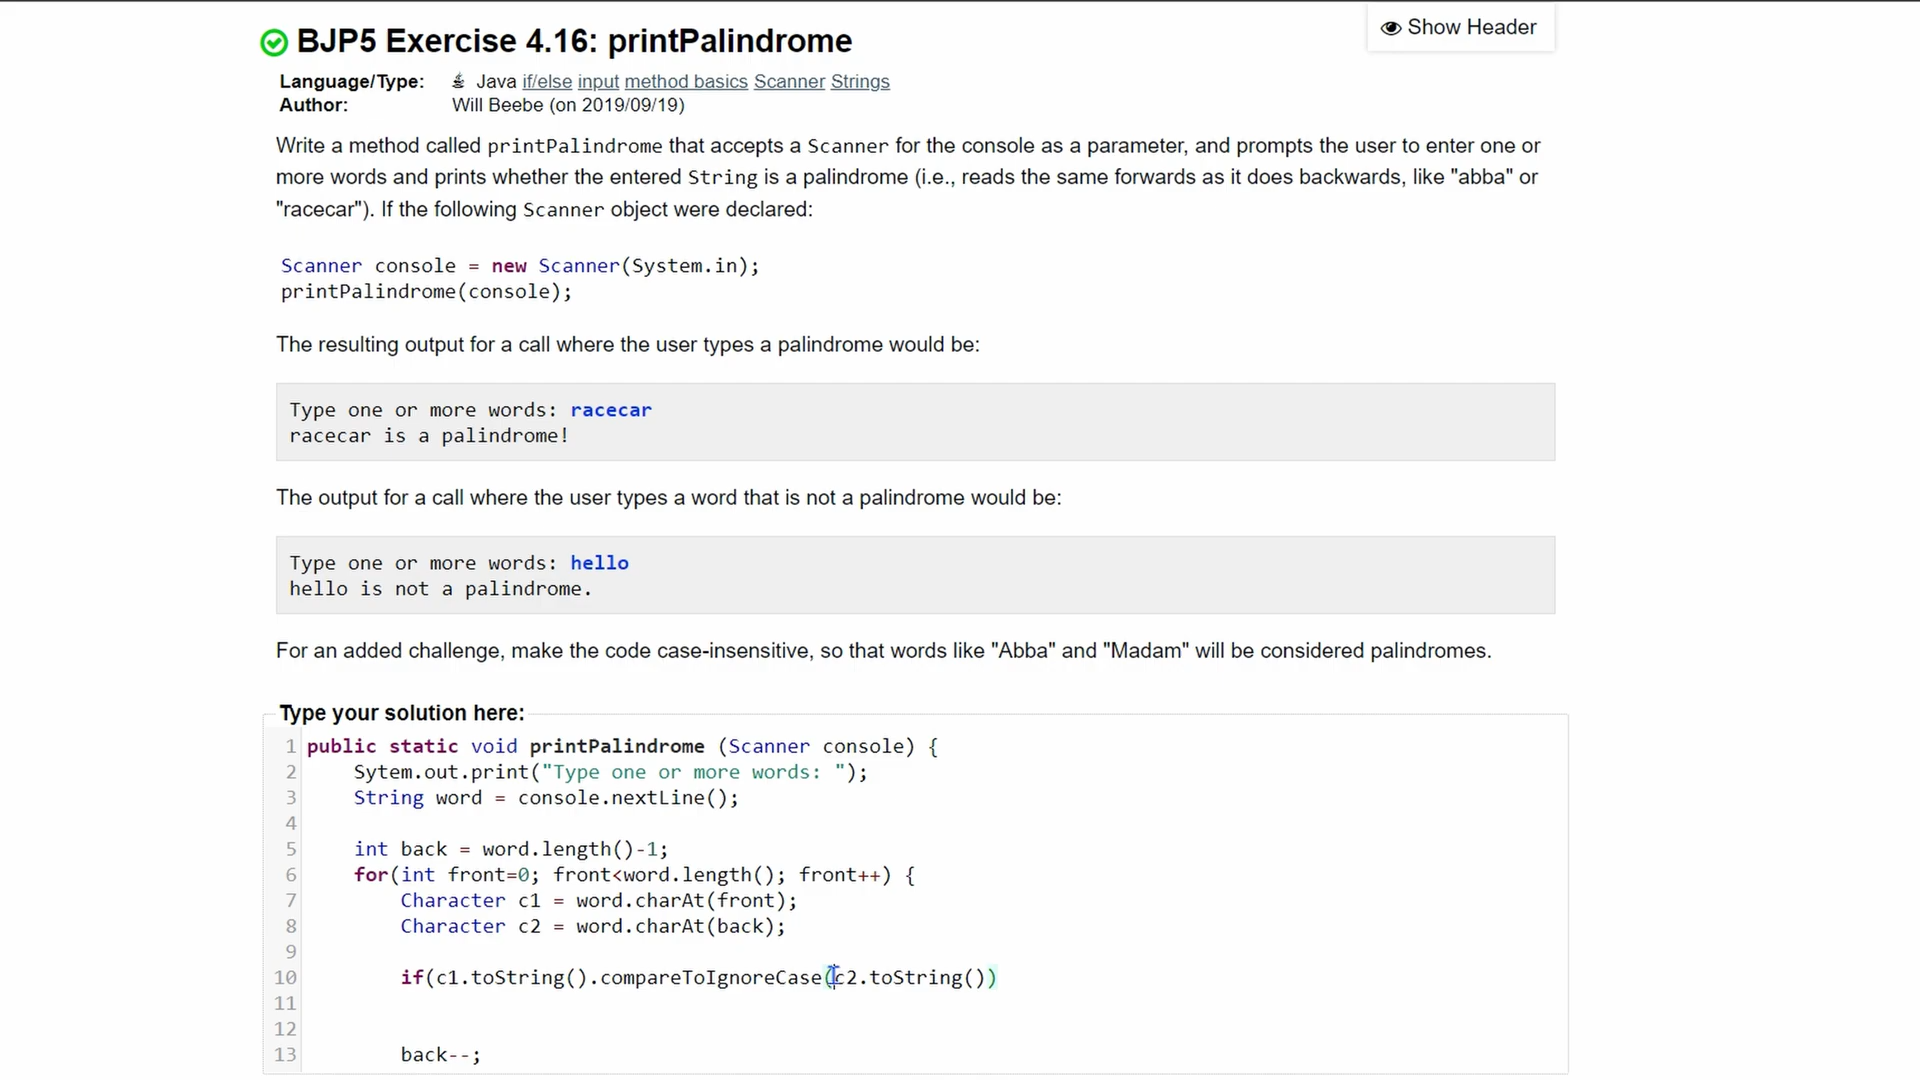 Show Header
BJP5 Exercise 4.16: printPalindrome
Language/Type: Java if/else input method basics Scanner Strings
Author: Will Beebe (on 2019/09/19)
Write a method called printPalindrome that accepts a Scanner for the console as a parameter, and prompts the user to enter one or
more words and prints whether the entered String is a palindrome (i.e., reads the same forwards as it does backwards, like "abba" or
"racecar"). If the following Scanner object were declared:
Scanner console = new Scanner(System.in);
printPalindrome(console);
The resulting output for a call where the user types a palindrome would be:
Type one or more words: racecar
racecar is a palindrome!
The output for a call where the user types a word that is not a palindrome would be:
Type one or more words: hello
hello is not a palindrome.
For an added challenge, make the code case-insensitive, so that words like "Abba" and "Madam" will be considered palindromes.
Type your solution here:
1 public static void printPalindrome (Scanner console) {
2 Sytem.out.print("Type one or more words: ");
3 String word = console.nextLine();
4
5 int back = word.length()-1;
6 for(int front=0; front<word.length(); front++) {
7 Character c1 = word.charAt(front);
8 Character c2 = word.charAt(back);
9
10 if(c1.toString().compareToIgnoreCase(c2.toString())
11
12
13 back--;